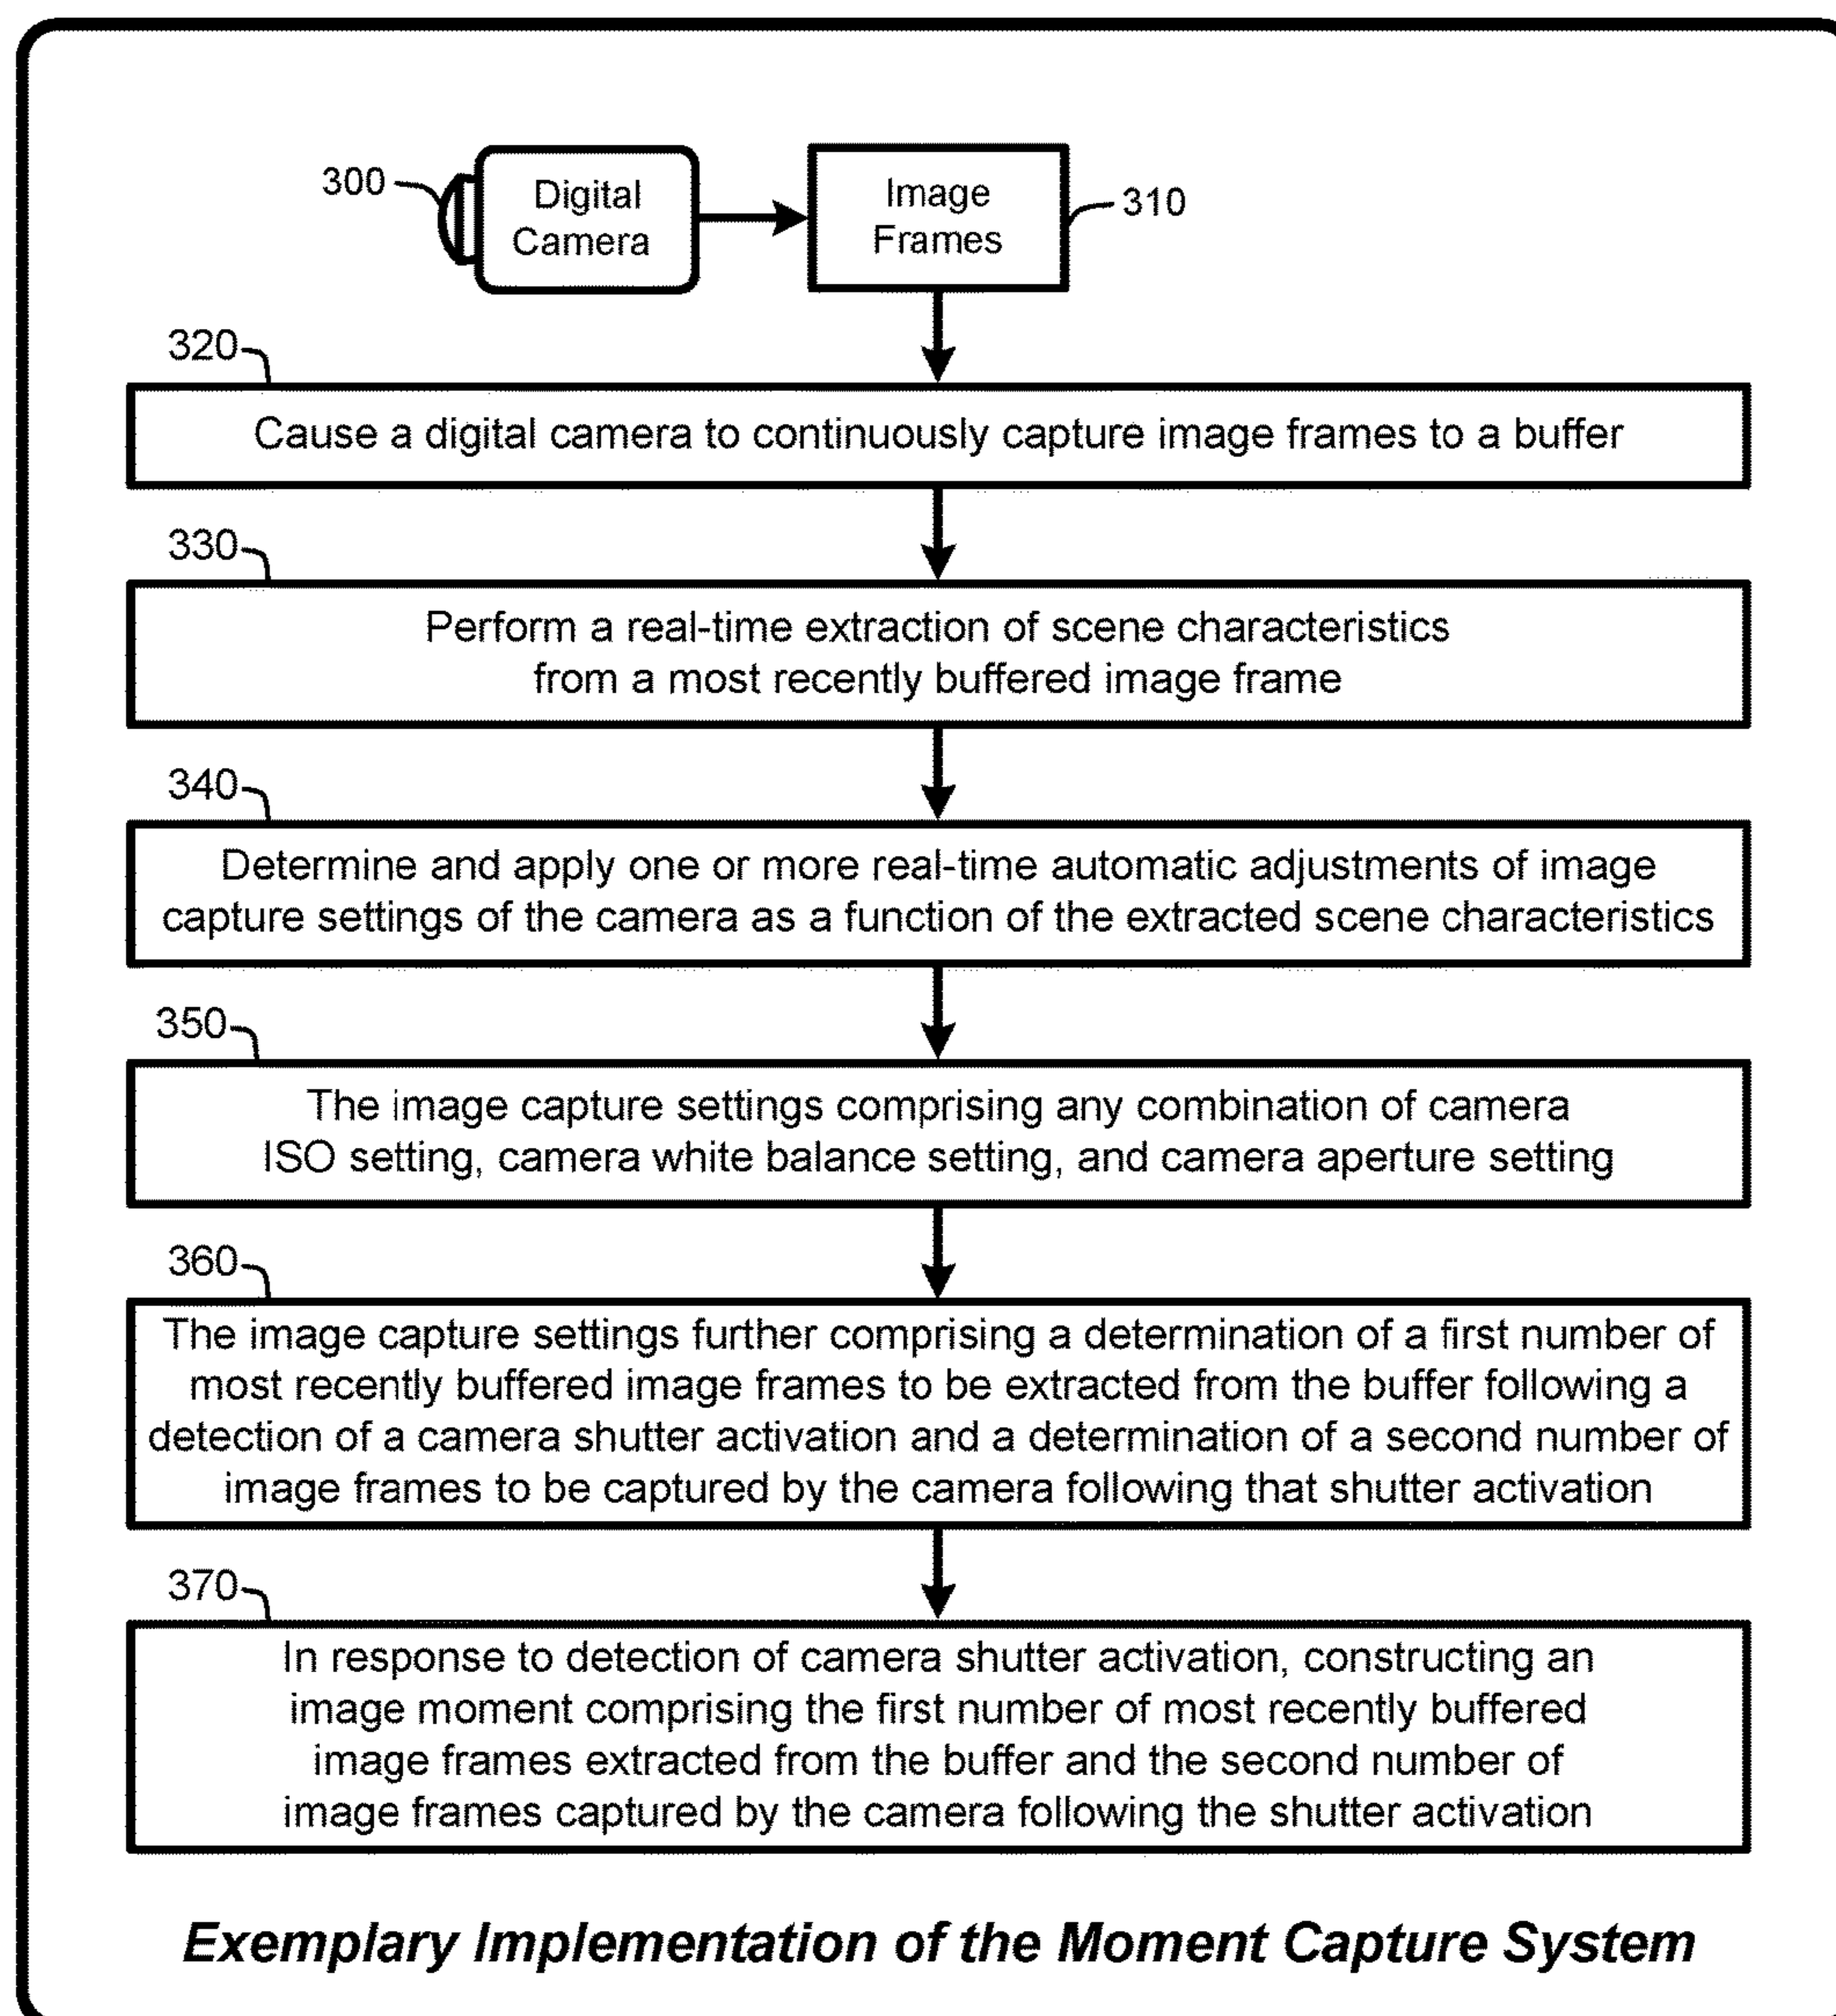 300
Digital
Camera
Image
Frames
310
320
Cause a digital camera to continuously capture image frames to a buffer
330
Perform a real-time extraction of scene characteristics
from a most recently buffered image frame
340
Determine and apply one or more real-time automatic adjustments of image
capture settings of the camera as a function of the extracted scene characteristics
350
The image capture settings comprising any combination of camera
ISO setting, camera white balance setting, and camera aperture setting
360
The image capture settings further comprising a determination of a first number of
most recently buffered image frames to be extracted from the buffer following a
detection of a camera shutter activation and a determination of a second number of
image frames to be captured by the camera following that shutter activation
370
In response to detection of camera shutter activation, constructing an
image moment comprising the first number of most recently buffered
image frames extracted from the buffer and the second number of
image frames captured by the camera following the shutter activation
Exemplary Implementation of the Moment Capture System